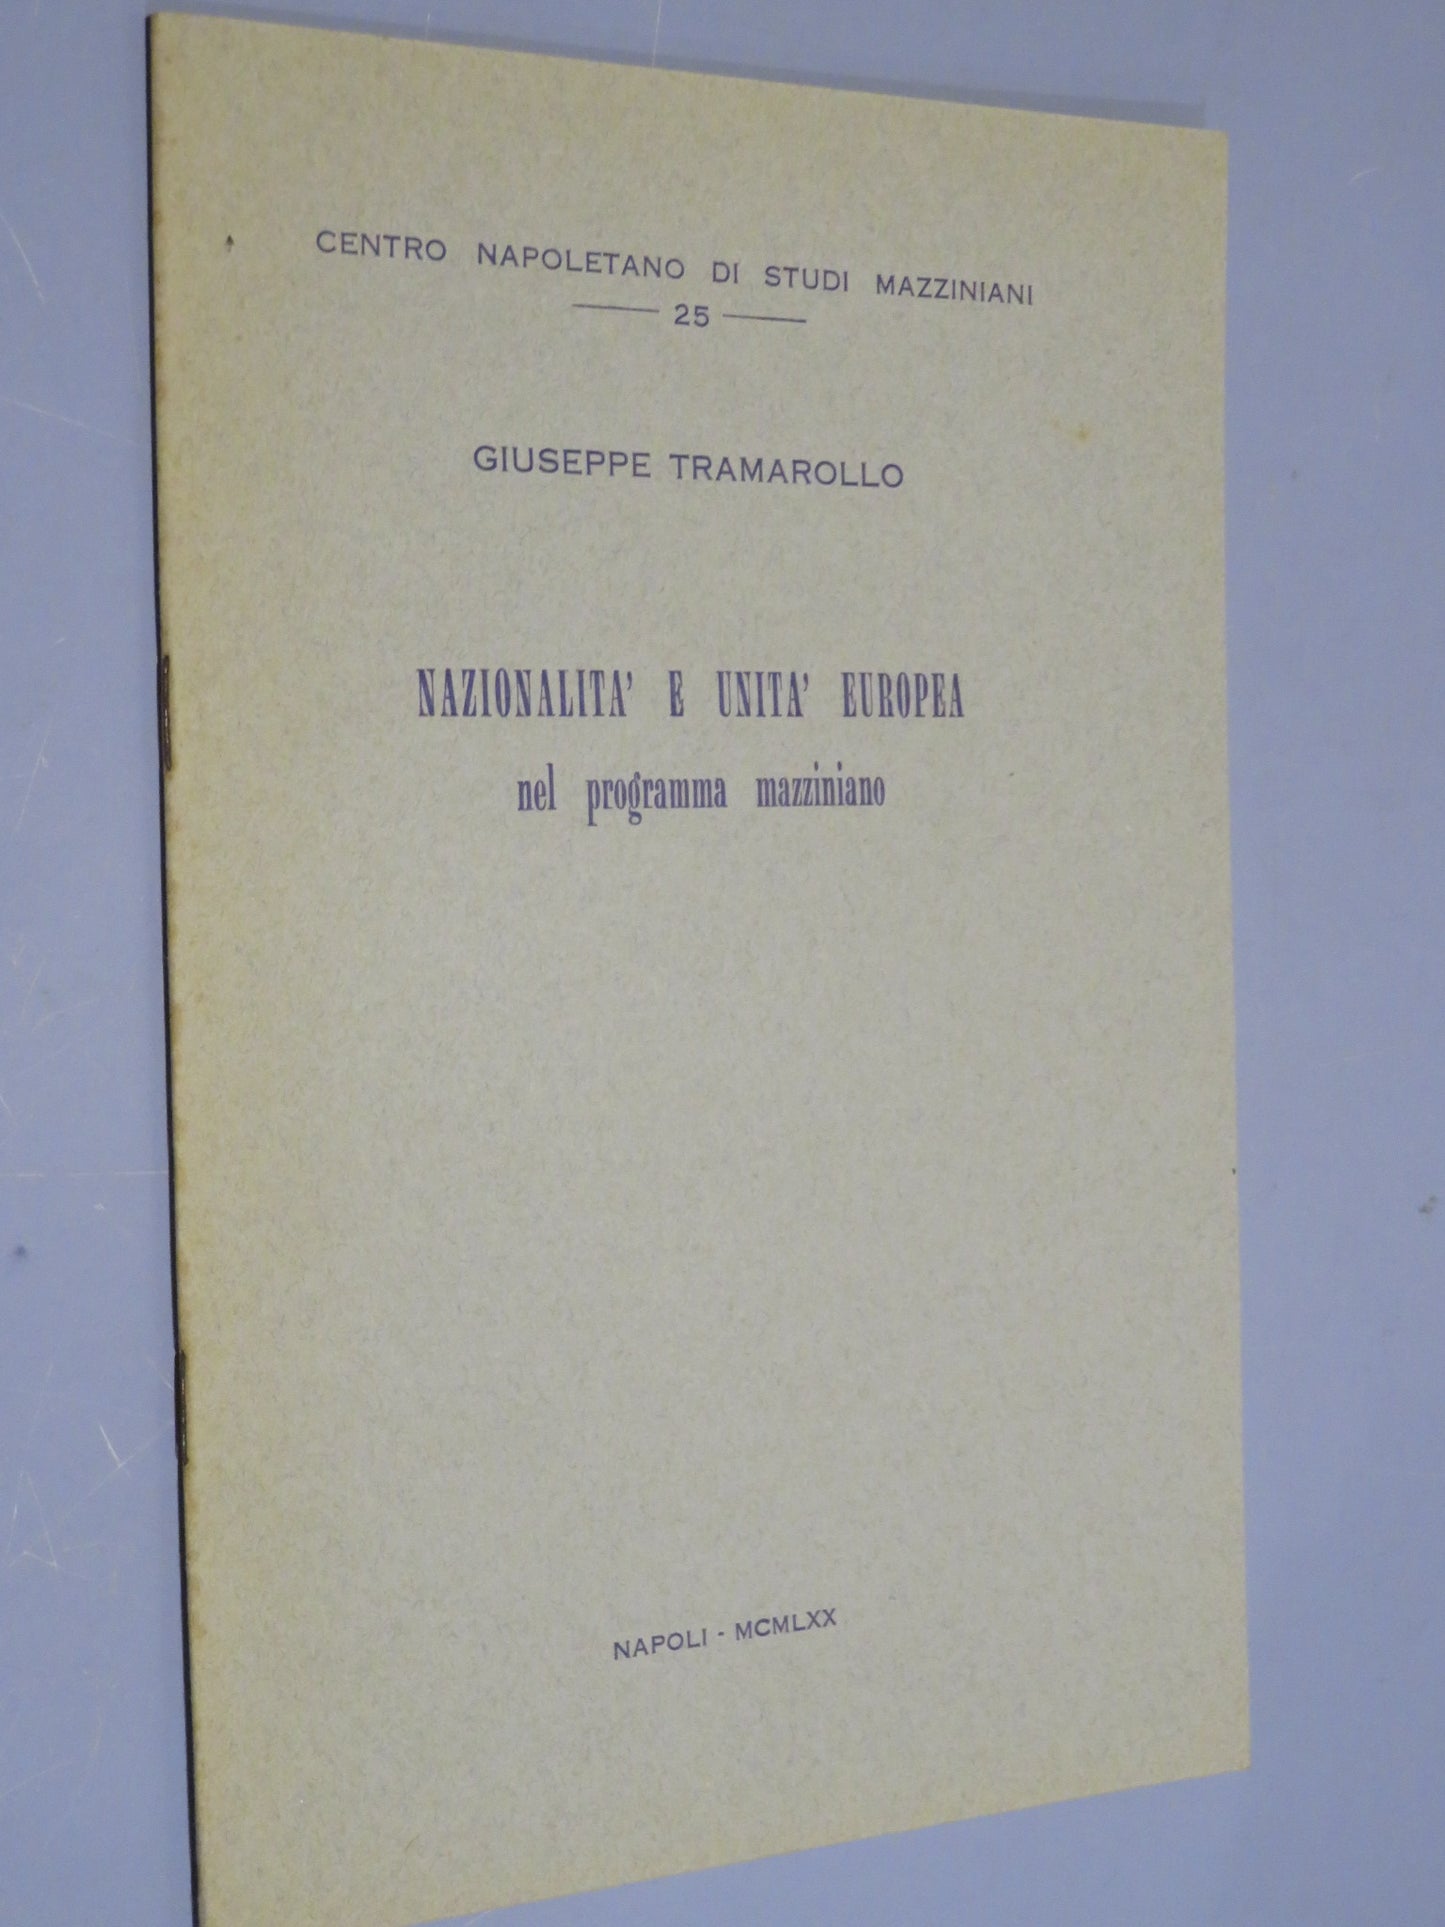 CENTRO NAPOLETANO DI STUDI MAZZINIANI
25
GIUSEPPE TRAMAROLLO
NAZIONALITA' E UNITA' EUROPEA
nel programma mazziniano
NAPOLI - MCMLXX